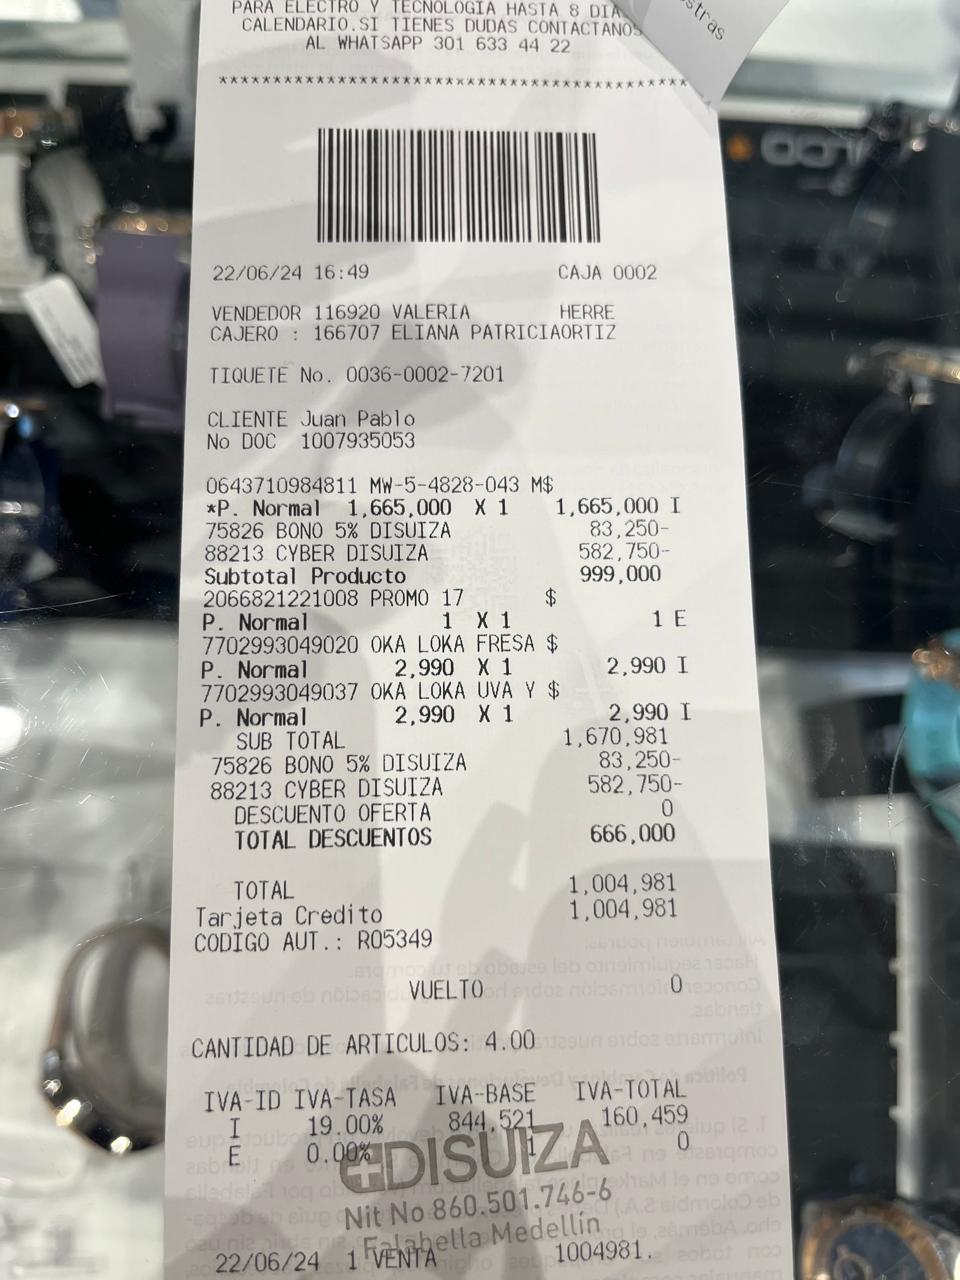 PARA ELECTRO Y TECNOLOGIA HASTA 8 DIAS
CALENDARIO.SI TIENES DUDAS CONTACTANOS
AL WHATSAPP 301 633 44 22
stras
****************************************
22/06/24 16:49 CAJA 0002
VENDEDOR 116920 VALERIA HERRE
CAJERO : 166707 ELIANA PATRICIAORTIZ
TIQUETE No. 0036-0002-7201
CLIENTE Juan Pablo
No DOC 1007935053
0643710984811 MW-5-4828-043 M$
*P. Normal 1,665,000 X 1 1,665,000 I
75826 BONO 5% DISUIZA 83,250-
88213 CYBER DISUIZA 582,750-
Subtotal Producto 999,000
2066821221008 PROMO 17 $
P. Normal 1 X 1 1 E
7702993049020 OKA LOKA FRESA $
P. Normal 2,990 X 1 2,990 I
7702993049037 OKA LOKA UVA Y $
P. Normal 2,990 X 1 2,990 I
SUB TOTAL 1,670,981
75826 BONO 5% DISUIZA 83,250-
88213 CYBER DISUIZA 582,750-
DESCUENTO OFERTA 0
TOTAL DESCUENTOS 666,000
TOTAL 1,004,981
Tarjeta Credito 1,004,981
CODIGO AUT.: R05349
VUELTO 0
CANTIDAD DE ARTICULOS: 4.00
IVA-ID IVA-TASA IVA-BASE IVA-TOTAL
I 19.00% 844,521 160,459
E 0.00% 1 0
DISUIZA
Nit No 860.501.746-6
Falabella Medellin
22/06/24 1 VENTA 1004981.